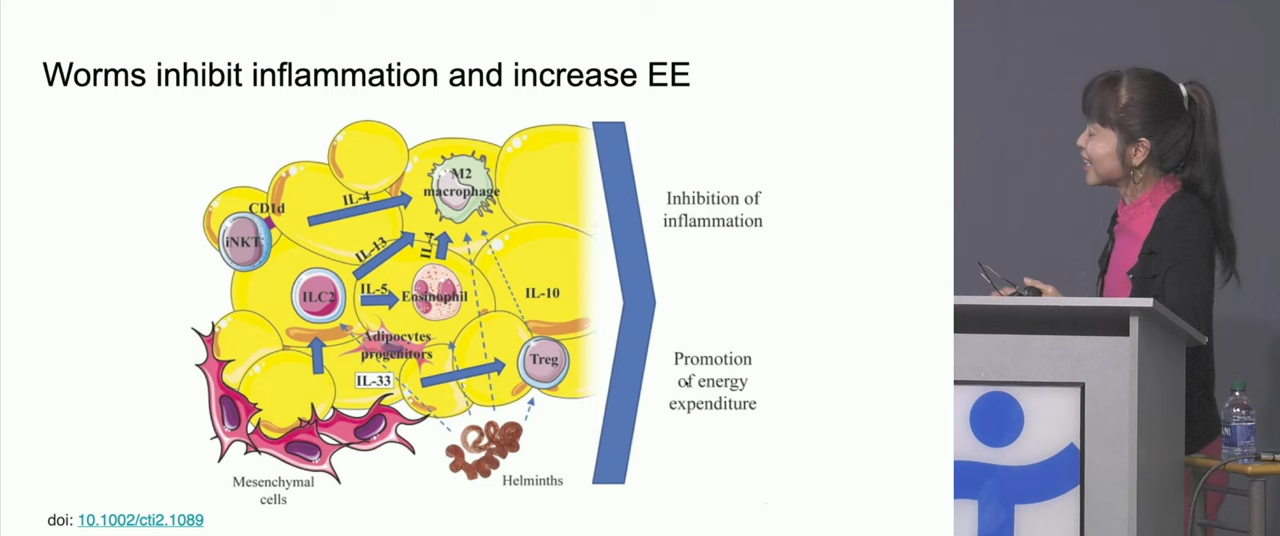 Worms inhibit inflammation and increase EE
M2
macrophage
IL-4
CD1d
iNKT
IL-13
IL-4
ILC2
IL-5
Eosinophil
IL-10
Adipocytes
progenitors
Treg
IL-33
Mesenchymal
cells
Helminths
Inhibition of
inflammation
Promotion
of energy
expenditure
doi: 10.1002/cti2.1089